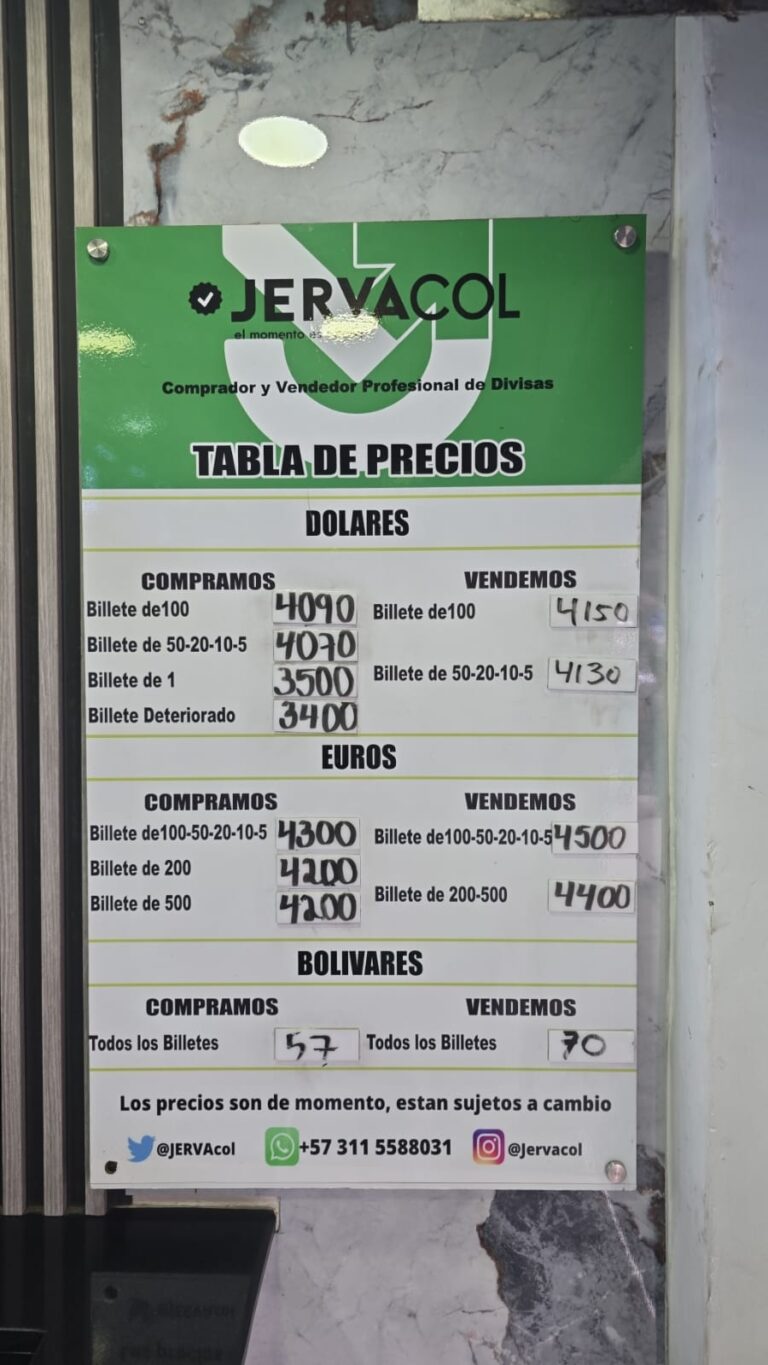 JERVACOL
el momento es
Comprador y Vendedor Profesional de Divisas
TABLA DE PRECIOS
DOLARES
COMPRAMOS VENDEMOS
Billete de100 4090 Billete de100 4150
Billete de 50-20-10-5 4070
Billete de 50-20-10-5 4130
Billete de 1 3500
Billete Deteriorado 3400
EUROS
COMPRAMOS VENDEMOS
Billete de100-50-20-10-5 4300 Billete de100-50-20-10-5 4500
Billete de 200 4200
Billete de 200-500 4400
Billete de 500 4200
BOLIVARES
COMPRAMOS VENDEMOS
Todos los Billetes 57 Todos los Billetes 70
Los precios son de momento, estan sujetos a cambio
@JERVAcol +57 311 5588031 @Jervacol